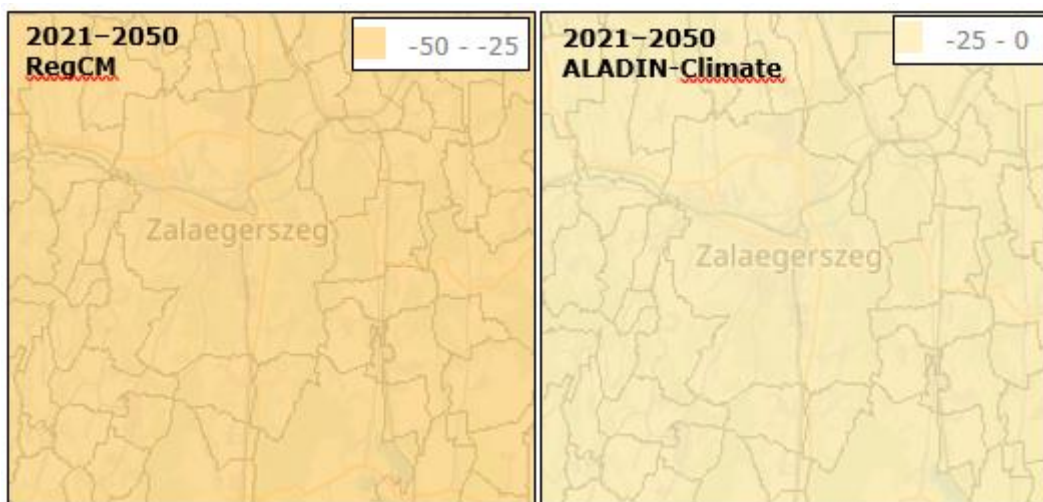 2021–2050
RegCM
-50 - -25
Zalaegerszeg
2021–2050
ALADIN-Climate
-25 - 0
Zalaegerszeg